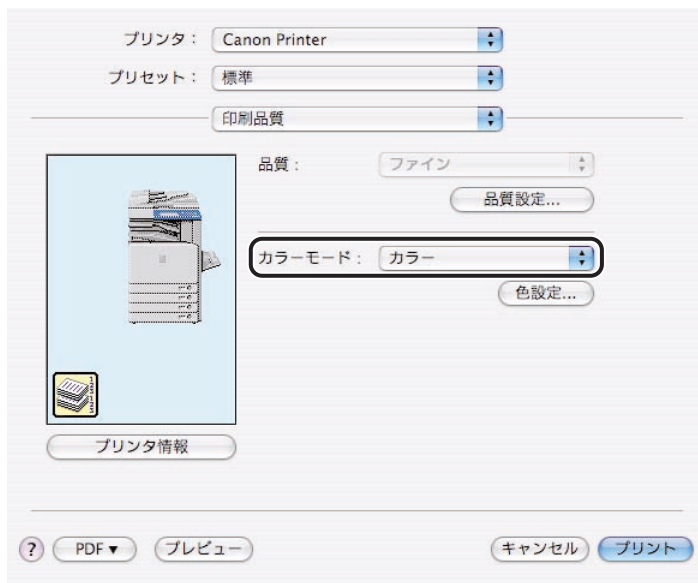 プリンタ： Canon Printer
プリセット： 標準
印刷品質
品質： ファイン
品質設定...
カラーモード： カラー
色設定...
プリンタ情報
? PDF▼ プレビュー キャンセル プリント